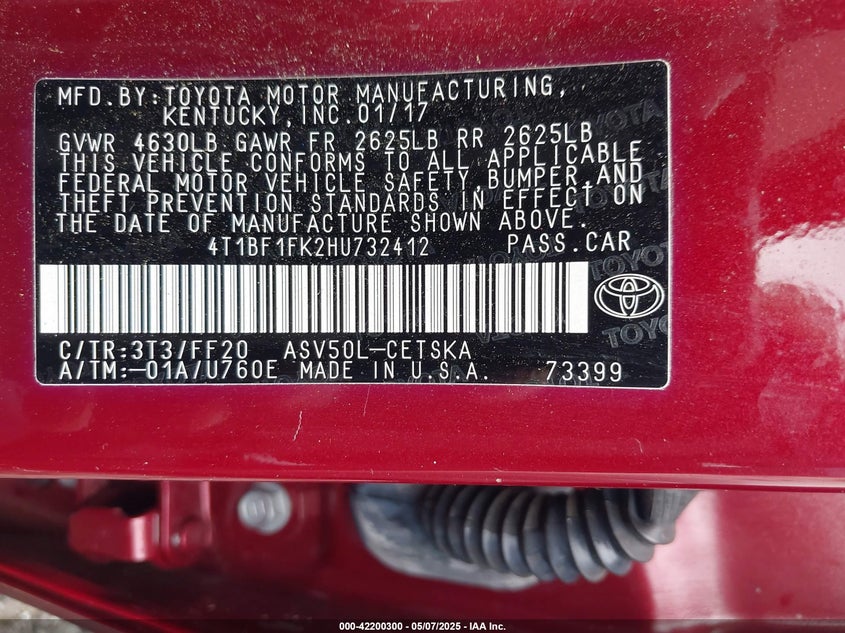 MFD.BY:TOYOTA MOTOR MANUFACTURING,
KENTUCKY,INC.01/17
GVWR 4630LB GAWR FR 2625LB RR 2625LB
THIS VEHICLE CONFORMS TO ALL APPLICABLE
FEDERAL MOTOR VEHICLE SAFETY,BUMPER,AND
THEFT PREVENTION STANDARDS IN EFFECT ON
THE DATE OF MANUFACTURE SHOWN ABOVE.
4T1BF1FK2HU732412 PASS.CAR
TOYOTA
C/TR:3T3/FF20 ASV50L-CETSKA
A/TM:-01A/U760E MADE IN U.S.A. 73399
000-42200300 - 05/07/2025 - IAA Inc.